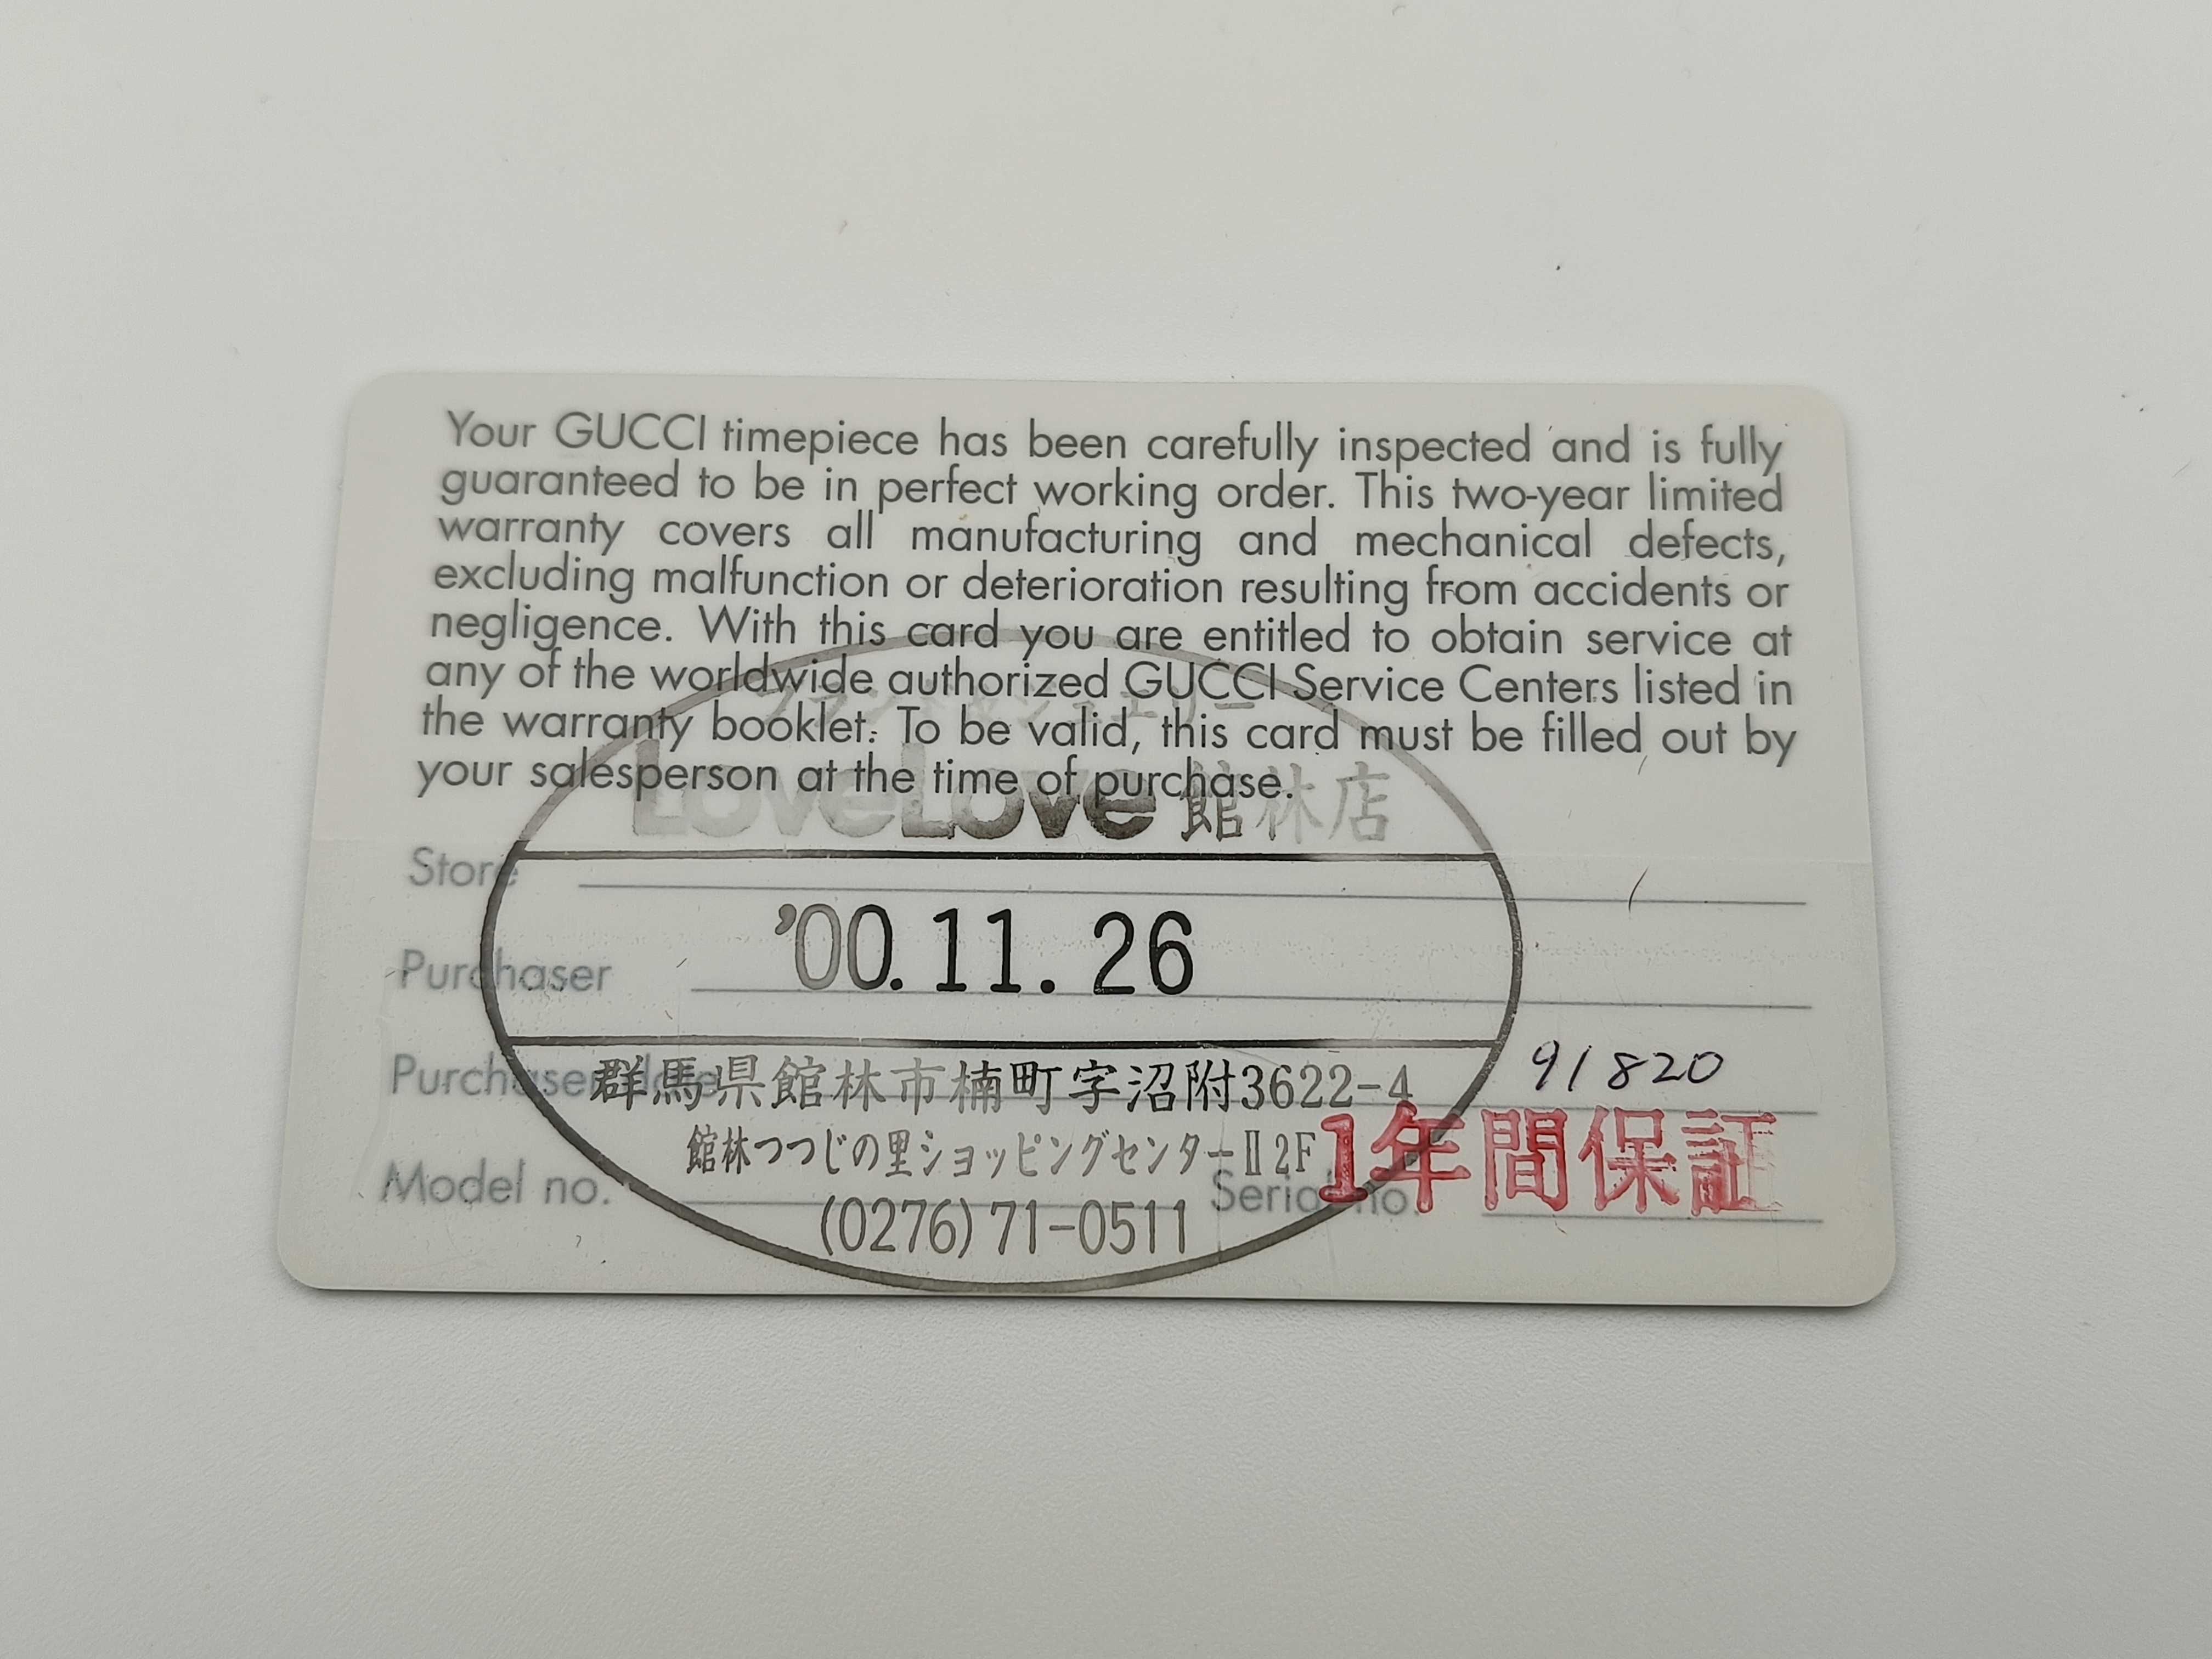 Your GUCCI timepiece has been carefully inspected and is fully
guaranteed to be in perfect working order. This two-year limited
warranty covers all manufacturing and mechanical defects,
excluding malfunction or deterioration resulting from accidents or
negligence. With this card you are entitled to obtain service at
any of the worldwide authorized GUCCI Service Centers listed in
the warranty booklet. To be valid, this card must be filled out by
your salesperson at the time of purchase.
LoveLove 館林店
Store
'00.11.26
Purchaser
群馬県館林市楠町字沼附3622-4
91820
館林つつじの里ショッピングセンターⅡ2F
1年間保証
Model no.
Serial no.
(0276)71-0511